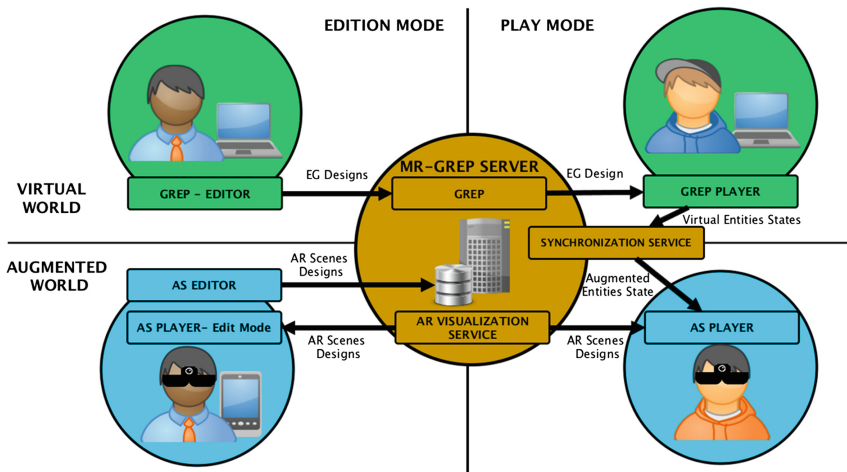 EDITION MODE
PLAY MODE
MR-GREP SERVER
EG Designs
EG Design
GREP - EDITOR
GREP
GREP PLAYER
VIRTUAL
WORLD
Virtual Entities States
SYNCHRONIZATION SERVICE
AUGMENTED
WORLD
AR Scenes
Designs
AS EDITOR
Augmented
Entities State
AS PLAYER- Edit Mode
AR VISUALIZATION
SERVICE
AS PLAYER
AR Scenes
Designs
AR Scenes
Designs